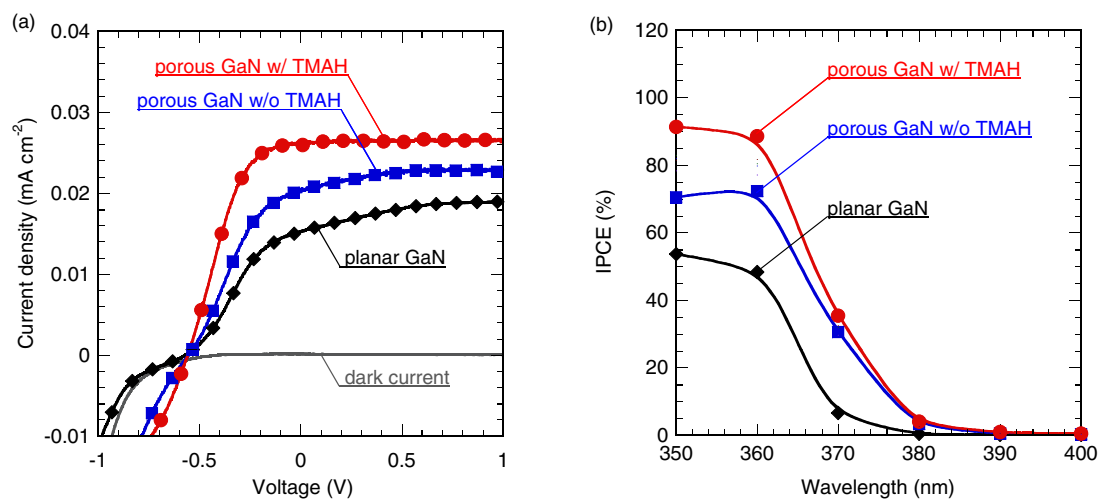 (a)
0.04
0.03
0.02
0.01
0
-0.01
Current density (mA cm-2)
porous GaN w/ TMAH
porous GaN w/o TMAH
planar GaN
dark current
-1
-0.5
0
0.5
1
Voltage (V)
(b)
120
100
80
60
40
20
0
IPCE (%)
porous GaN w/ TMAH
porous GaN w/o TMAH
planar GaN
350
360
370
380
390
400
Wavelength (nm)